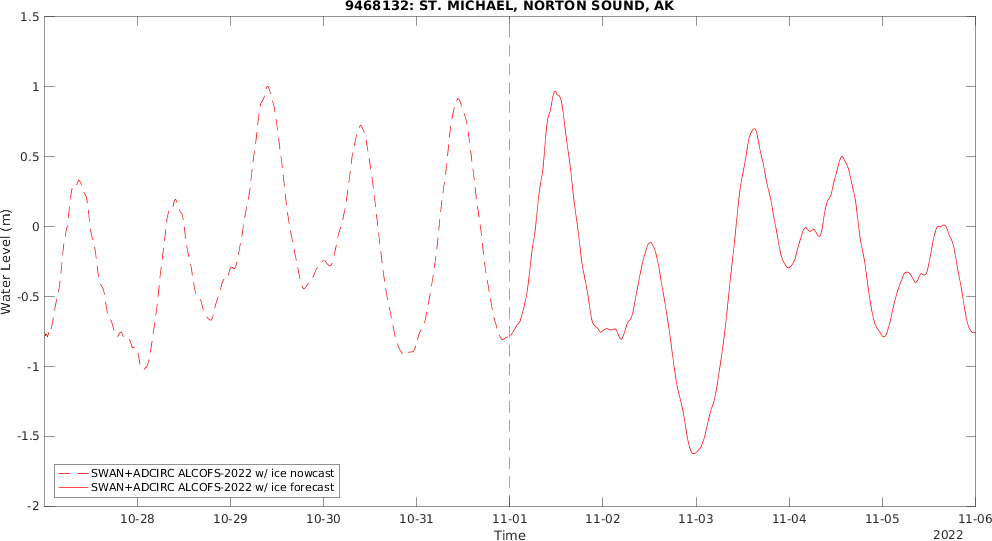 9468132: ST. MICHAEL, NORTON SOUND, AK
1.5
1
0.5
0
-0.5
-1
-1.5
-2
Water Level (m)
SWAN+ADCIRC ALCOFS-2022 w/ ice nowcast
SWAN+ADCIRC ALCOFS-2022 w/ ice forecast
10-28 10-29 10-30 10-31 11-01 11-02 11-03 11-04 11-05 11-06
Time
2022